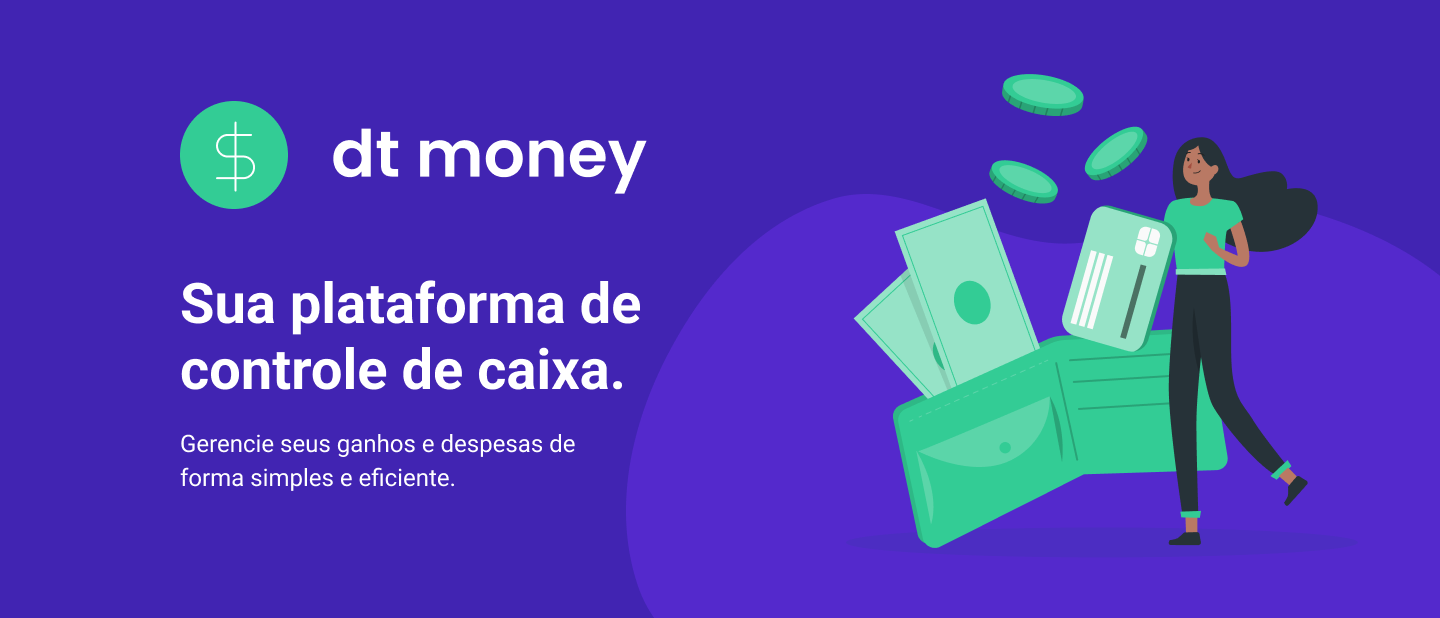 $
dt money
Sua plataforma de
controle de caixa.
Gerencie seus ganhos e despesas de
forma simples e eficiente.